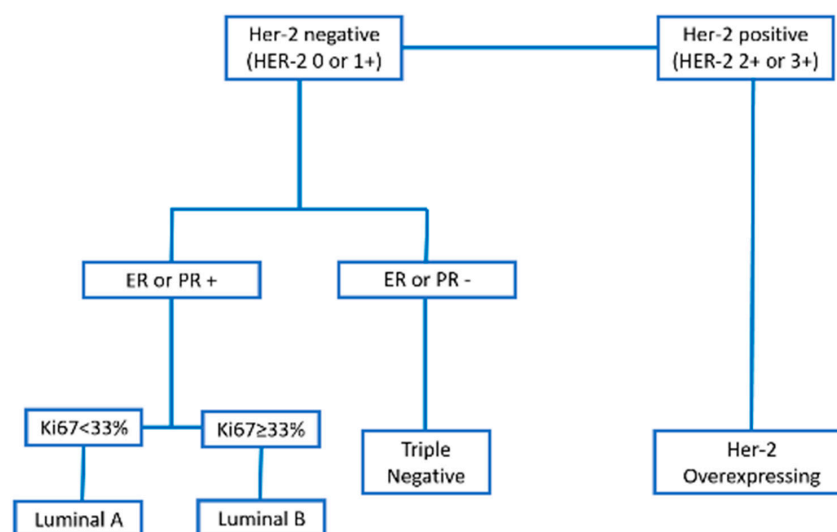 Her-2 negative
(HER-2 0 or 1+)
Her-2 positive
(HER-2 2+ or 3+)
ER or PR +
ER or PR -
Ki67<33%
Ki67≥33%
Triple
Negative
Her-2
Overexpressing
Luminal A
Luminal B